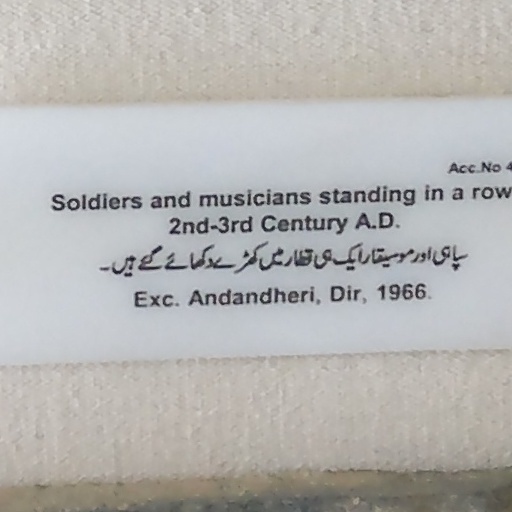 Acc.No 4
Soldiers and musicians standing in a row
2nd-3rd Century A.D.
سپاہی اور موسیقار ایک ہی قطار میں کھڑے دکھائے گئے ہیں۔
Exc. Andandheri, Dir, 1966.